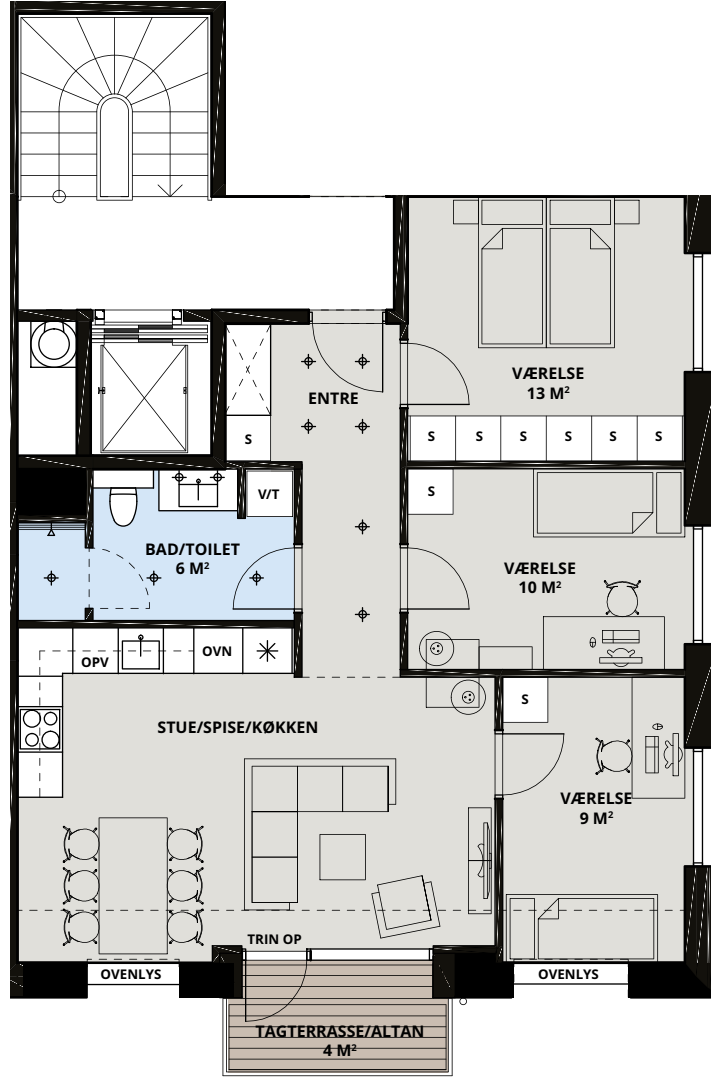 VÆRELSE
13 M²
ENTRE
S
S
S
S
S
S
S
V/T
S
BAD/TOILET
6 M²
VÆRELSE
10 M²
OPV
OVN
S
STUE/SPISE/KØKKEN
VÆRELSE
9 M²
TRIN OP
OVENLYS
OVENLYS
TAGTERRASSE/ALTAN
4 M²